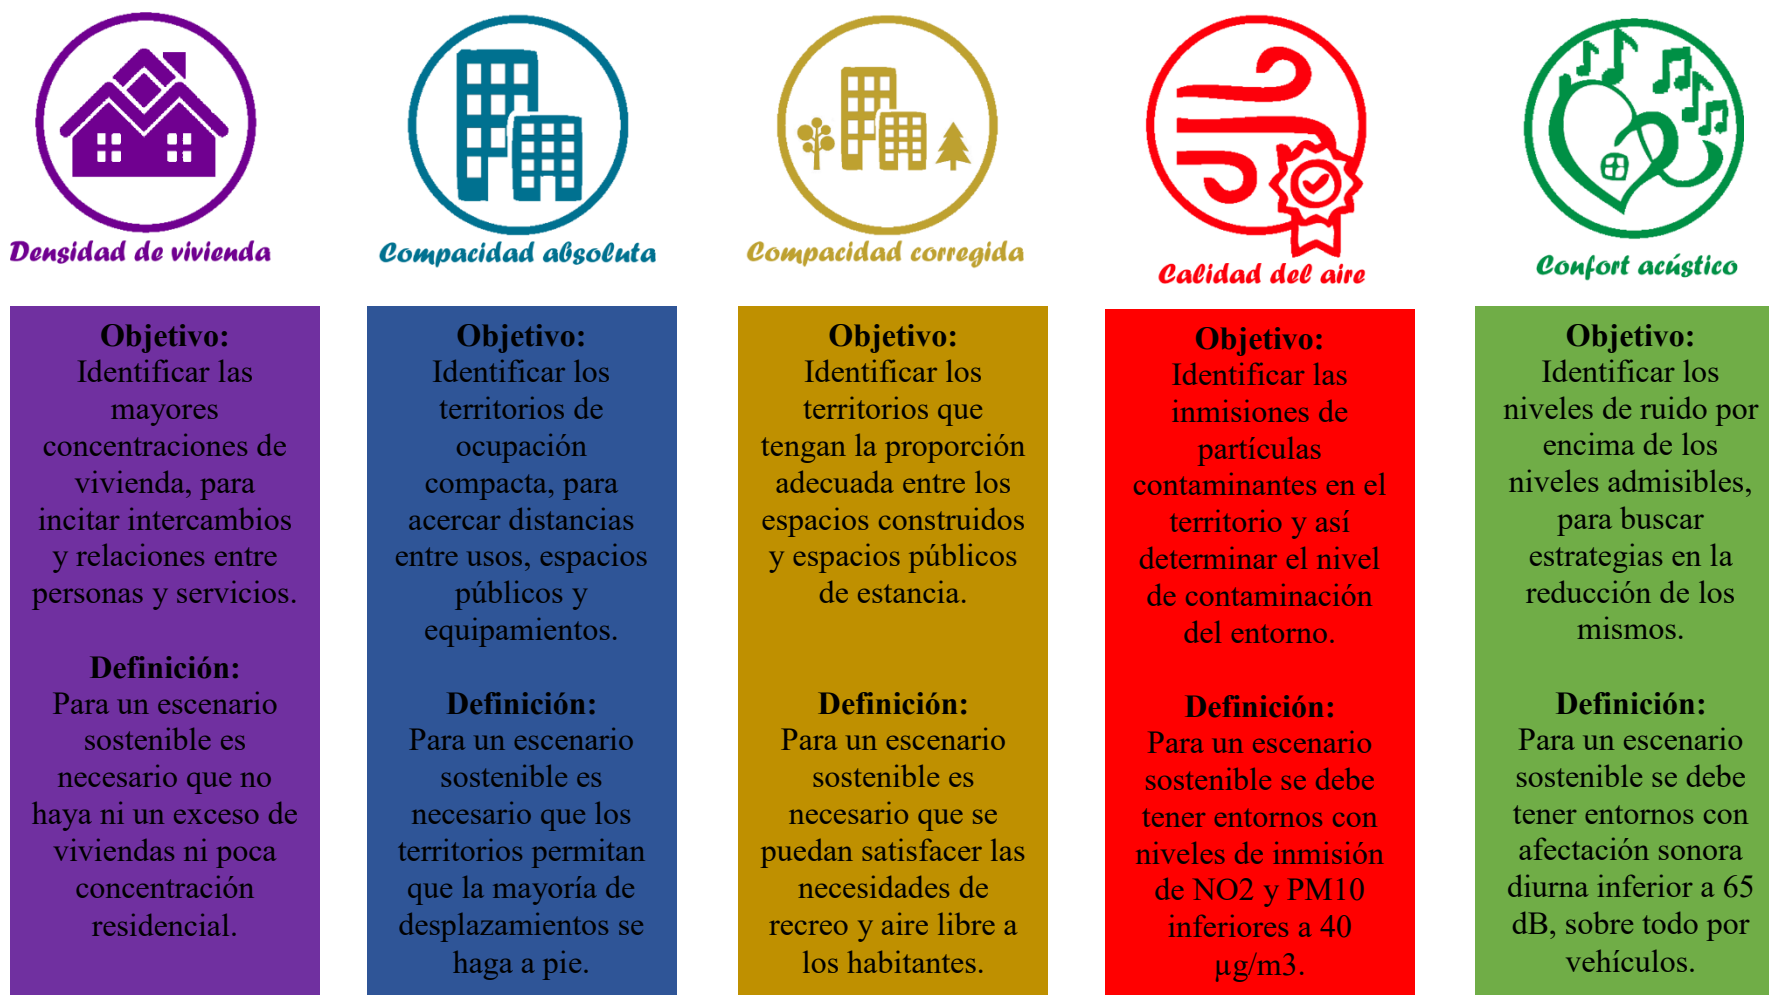 Densidad de vivienda
Objetivo:
Identificar las
mayores
concentraciones de
vivienda, para
incitar intercambios
y relaciones entre
personas y servicios.
Definición:
Para un escenario
sostenible es
necesario que no
haya ni un exceso de
viviendas ni poca
concentración
residencial.
Compacidad absoluta
Objetivo:
Identificar los
territorios de
ocupación
compacta, para
acercar distancias
entre usos, espacios
públicos y
equipamientos.
Definición:
Para un escenario
sostenible es
necesario que los
territorios permitan
que la mayoría de
desplazamientos se
haga a pie.
Compacidad corregida
Objetivo:
Identificar los
territorios que
tengan la proporción
adecuada entre los
espacios construidos
y espacios públicos
de estancia.
Definición:
Para un escenario
sostenible es
necesario que se
puedan satisfacer las
necesidades de
recreo y aire libre a
los habitantes.
Calidad del aire
Objetivo:
Identificar las
inmisiones de
partículas
contaminantes en el
territorio y así
determinar el nivel
de contaminación
del entorno.
Definición:
Para un escenario
sostenible se debe
tener entornos con
niveles de inmisión
de NO2 y PM10
inferiores a 40
µg/m3.
Confort acústico
Objetivo:
Identificar los
niveles de ruido por
encima de los
niveles admisibles,
para buscar
estrategias en la
reducción de los
mismos.
Definición:
Para un escenario
sostenible se debe
tener entornos con
afectación sonora
diurna inferior a 65
dB, sobre todo por
vehículos.